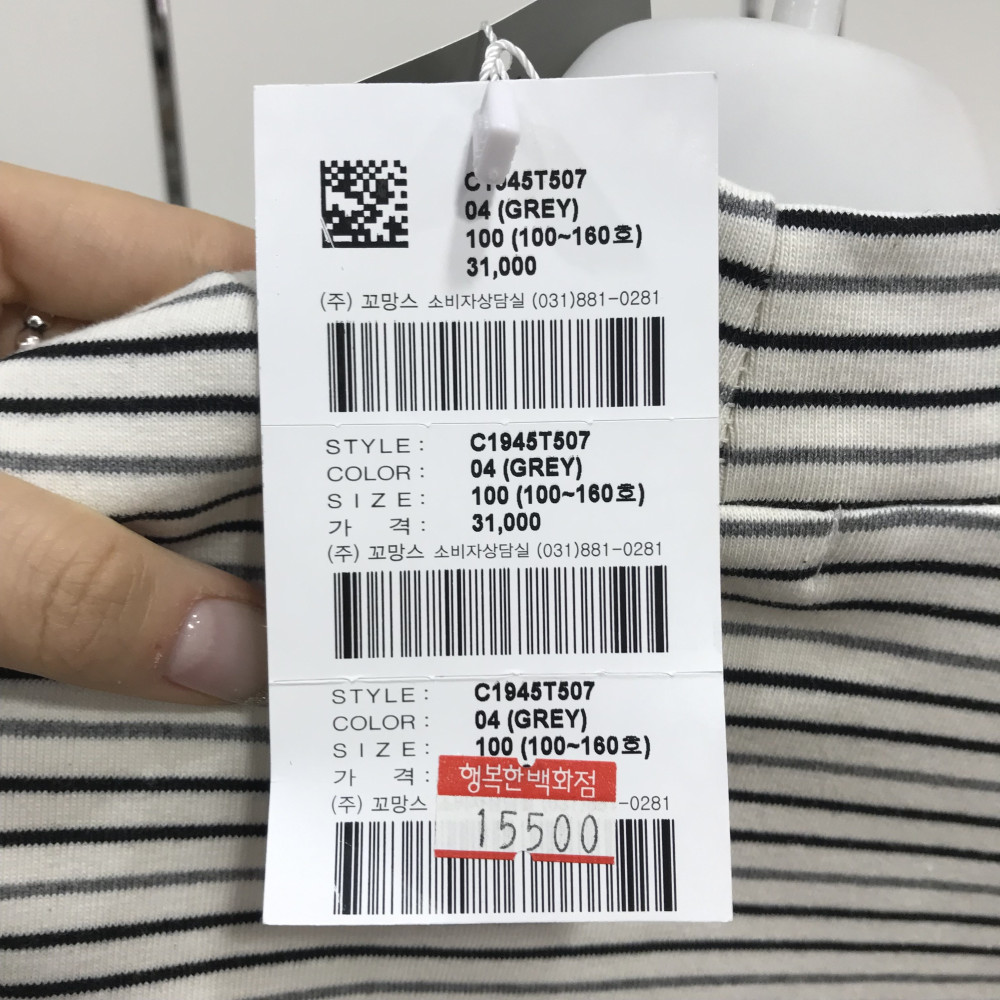 C1945T507
04 (GREY)
100 (100~160호)
31,000
(주) 꼬망스 소비자상담실 (031)881-0281
STYLE : C1945T507
COLOR : 04 (GREY)
SIZE : 100 (100~160호)
가 격 : 31,000
(주) 꼬망스 소비자상담실 (031)881-0281
STYLE : C1945T507
COLOR : 04 (GREY)
SIZE : 100 (100~160호)
가 격 :
행복한백화점
(주) 꼬망스 -0281
15500